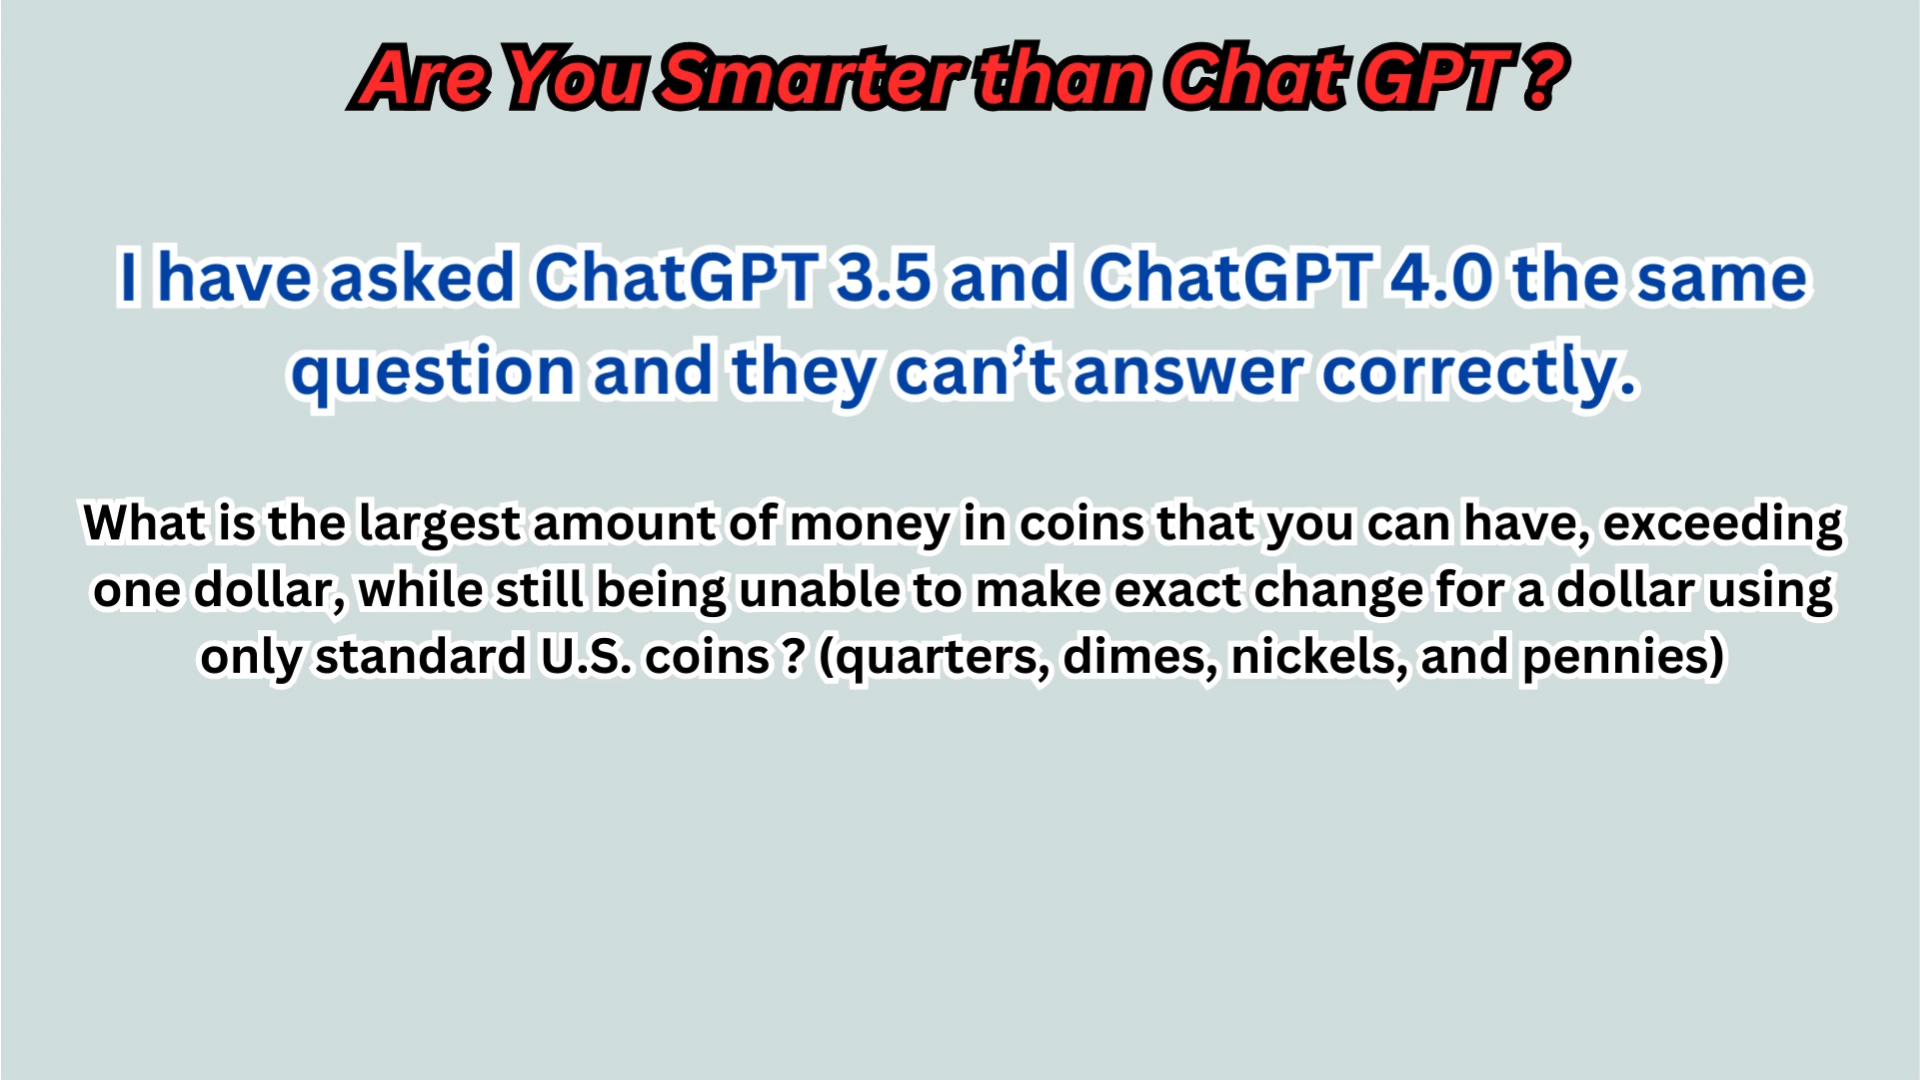 Are You Smarter than Chat GPT ?
I have asked ChatGPT 3.5 and ChatGPT 4.0 the same
question and they can’t answer correctly.
What is the largest amount of money in coins that you can have, exceeding
one dollar, while still being unable to make exact change for a dollar using
only standard U.S. coins ? (quarters, dimes, nickels, and pennies)